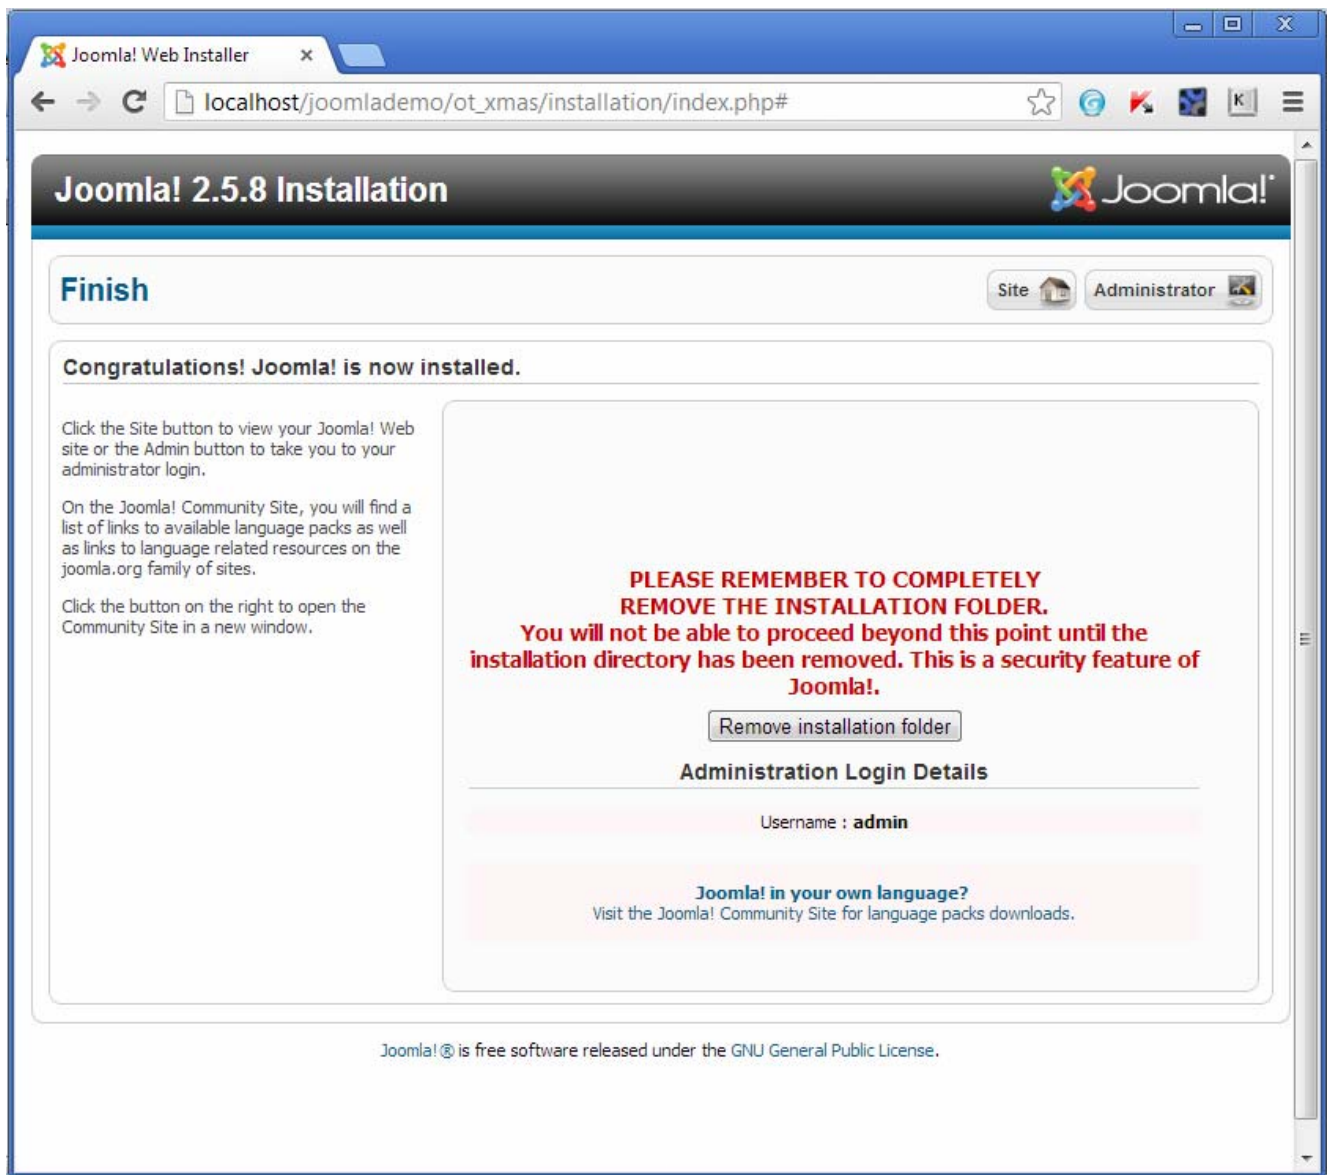 Joomla! Web Installer
localhost/joomlademo/ot_xmas/installation/index.php#
Joomla! 2.5.8 Installation
Joomla!
Finish
Site
Administrator
Congratulations! Joomla! is now installed.
Click the Site button to view your Joomla! Web
site or the Admin button to take you to your
administrator login.
On the Joomla! Community Site, you will find a
list of links to available language packs as well
as links to language related resources on the
joomla.org family of sites.
Click the button on the right to open the
Community Site in a new window.
PLEASE REMEMBER TO COMPLETELY
REMOVE THE INSTALLATION FOLDER.
You will not be able to proceed beyond this point until the
installation directory has been removed. This is a security feature of
Joomla!.
Remove installation folder
Administration Login Details
Username : admin
Joomla! in your own language?
Visit the Joomla! Community Site for language packs downloads.
Joomla!® is free software released under the GNU General Public License.